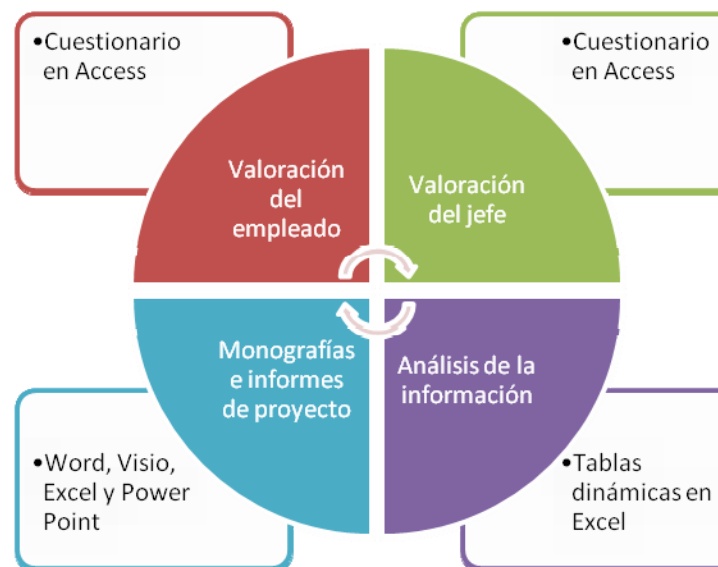 •Cuestionario
en Access
•Cuestionario
en Access
Valoración
del
empleado
Valoración
del jefe
Monografías
e informes
de proyecto
Análisis de la
información
•Word, Visio,
Excel y Power
Point
•Tablas
dinámicas en
Excel